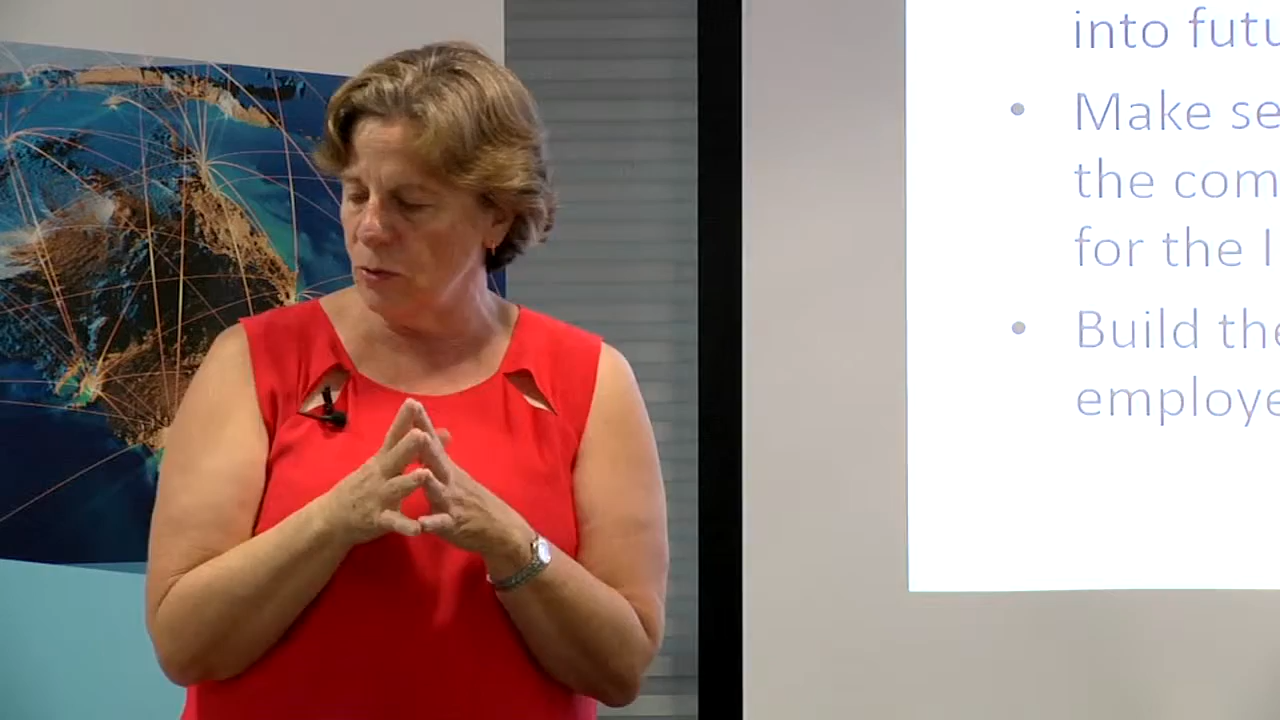 into futu
• Make se
the com
for the I
• Build the
employe